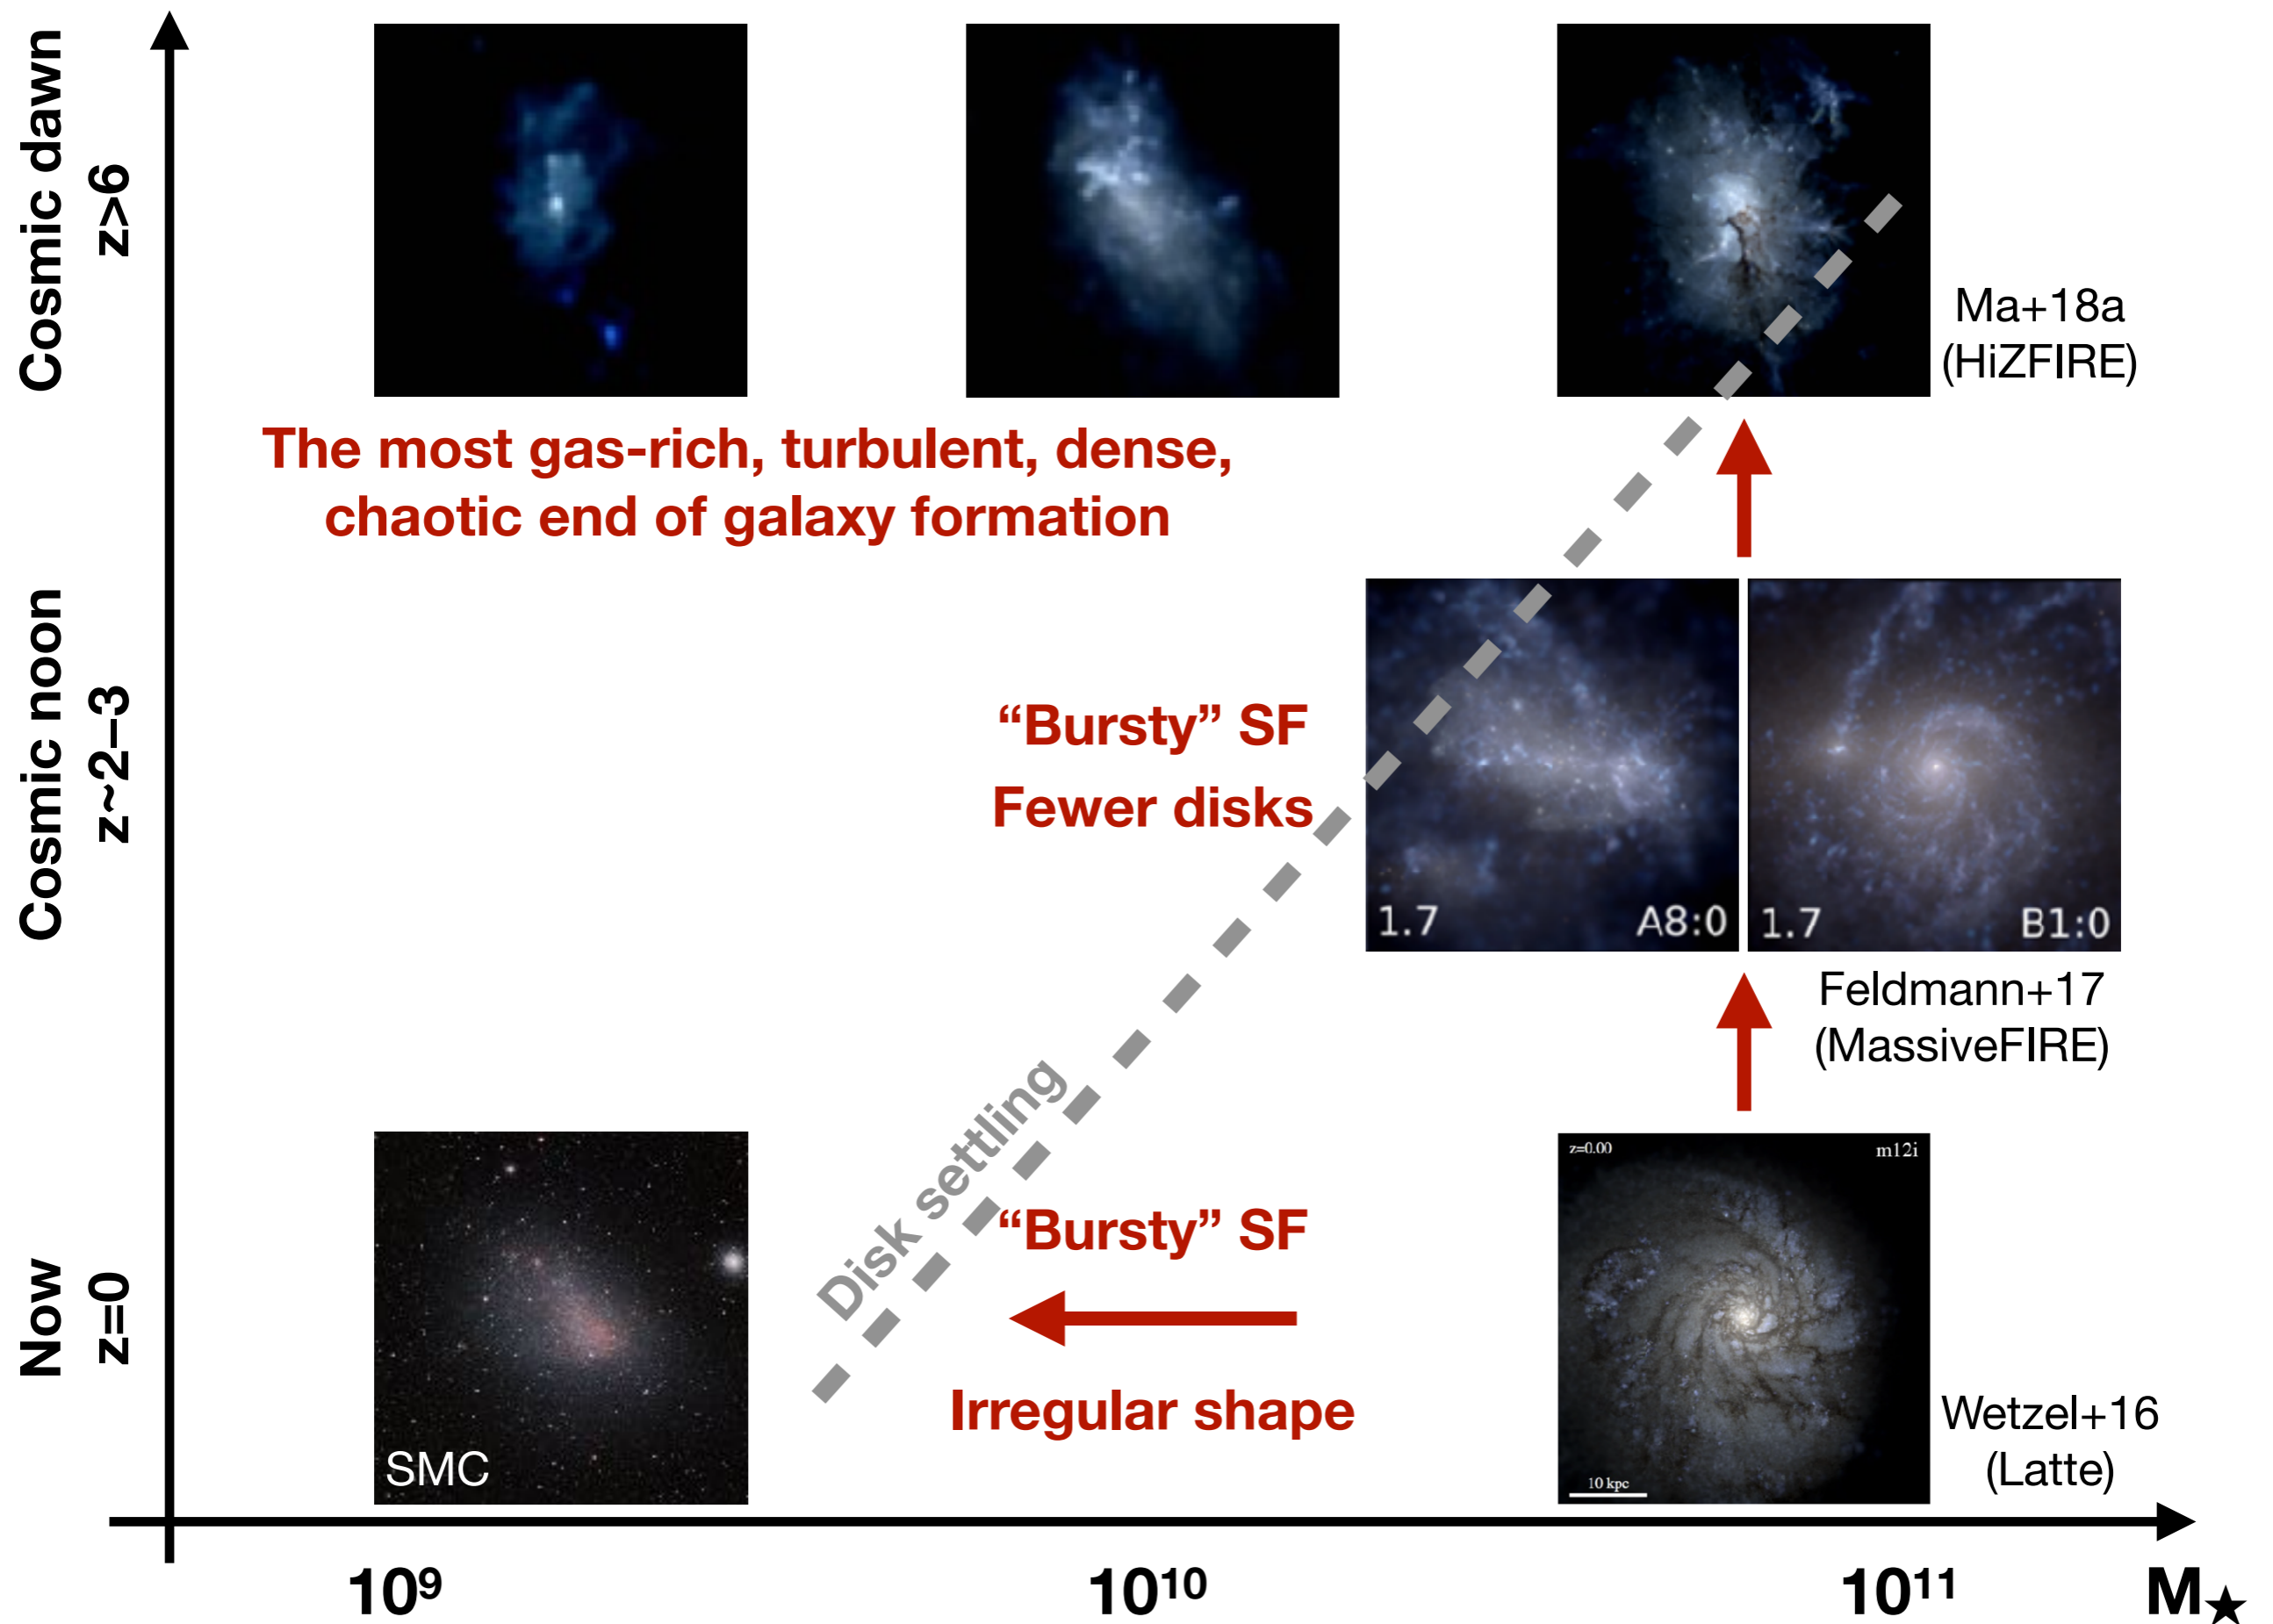 Cosmic dawn
z>6
Ma+18a
(HiZFIRE)
The most gas-rich, turbulent, dense,
chaotic end of galaxy formation
Cosmic noon
z~2–3
“Bursty” SF
Fewer disks
1.7 A8:0
1.7 B1:0
Feldmann+17
(MassiveFIRE)
Disk settling
Now
z=0
SMC
“Bursty” SF
Irregular shape
z=0.00 m12i
10 kpc
Wetzel+16
(Latte)
10⁹ 10¹⁰ 10¹¹ M★